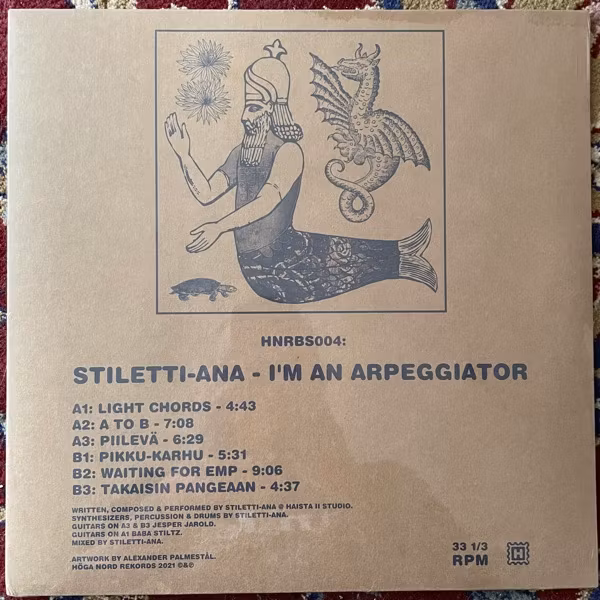 HNRBS004:
STILETTI-ANA - I'M AN ARPEGGIATOR
A1: LIGHT CHORDS - 4:43
A2: A TO B - 7:08
A3: PIILEVÄ - 6:29
B1: PIKKU-KARHU - 5:31
B2: WAITING FOR EMP - 9:06
B3: TAKAISIN PANGEAAN - 4:37
WRITTEN, COMPOSED & PERFORMED BY STILETTI-ANA @ HAISTA II STUDIO.
SYNTHESIZERS, PERCUSSION & DRUMS BY STILETTI-ANA.
GUITARS ON A3 & B3 JESPER JAROLD.
GUITARS ON A1 BABA STILTZ.
MIXED BY STILETTI-ANA.
ARTWORK BY ALEXANDER PALMESTÅL.
HÖGA NORD RECORDS 2021 ©&℗
33 1/3
RPM
H